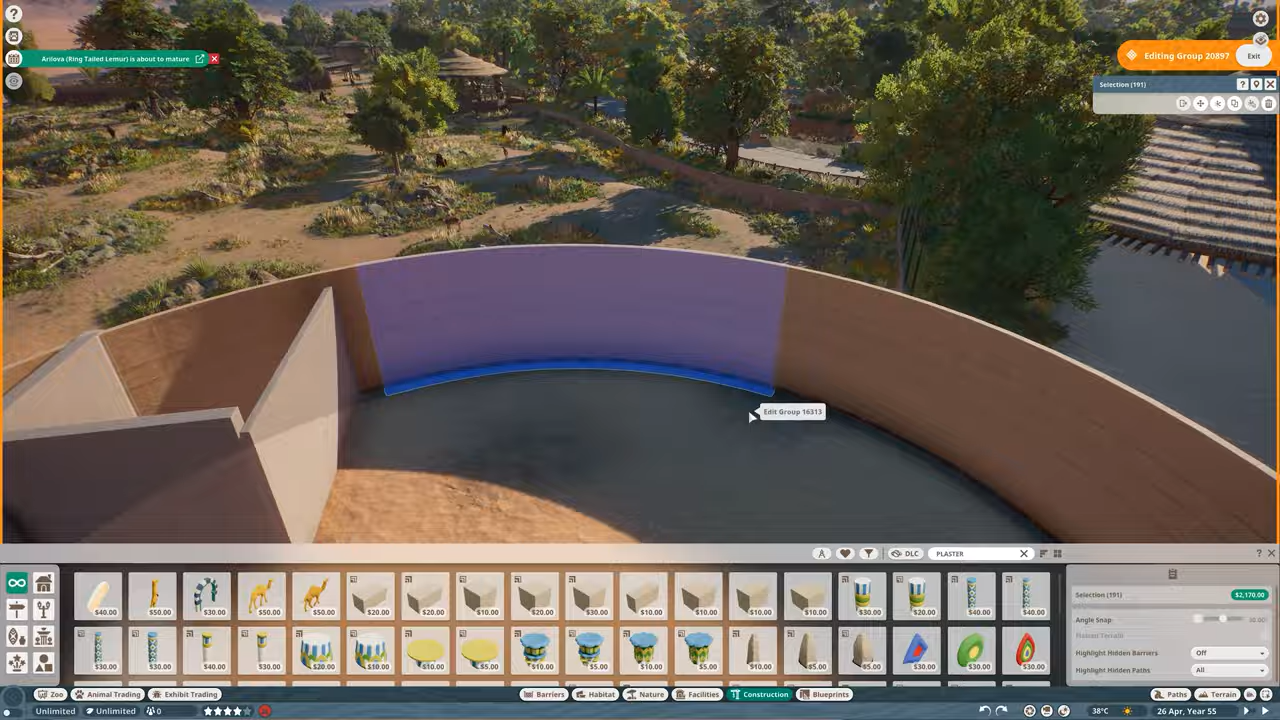 Arilova (Ring Tailed Lemur) is about to mature
Editing Group 20897
Exit
Selection (191)
Edit Group 16313
DLC
PLASTER
$40.00
$50.00
$30.00
$50.00
$50.00
$20.00
$20.00
$10.00
$20.00
$30.00
$10.00
$10.00
$10.00
$10.00
$30.00
$20.00
$40.00
$40.00
$30.00
$30.00
$40.00
$30.00
$20.00
$10.00
$10.00
$5.00
$30.00
$10.00
$10.00
$5.00
$10.00
$5.00
$30.00
$30.00
$30.00
Selection (191)
$2,170.00
Angle Snap:
Highlight Hidden Barriers
Off
Highlight Hidden Paths
All
Zoo
Animal Trading
Exhibit Trading
Barriers
Habitat
Nature
Facilities
Construction
Blueprints
Paths
Terrain
Unlimited
Unlimited
0
38°C
26 Apr, Year 55